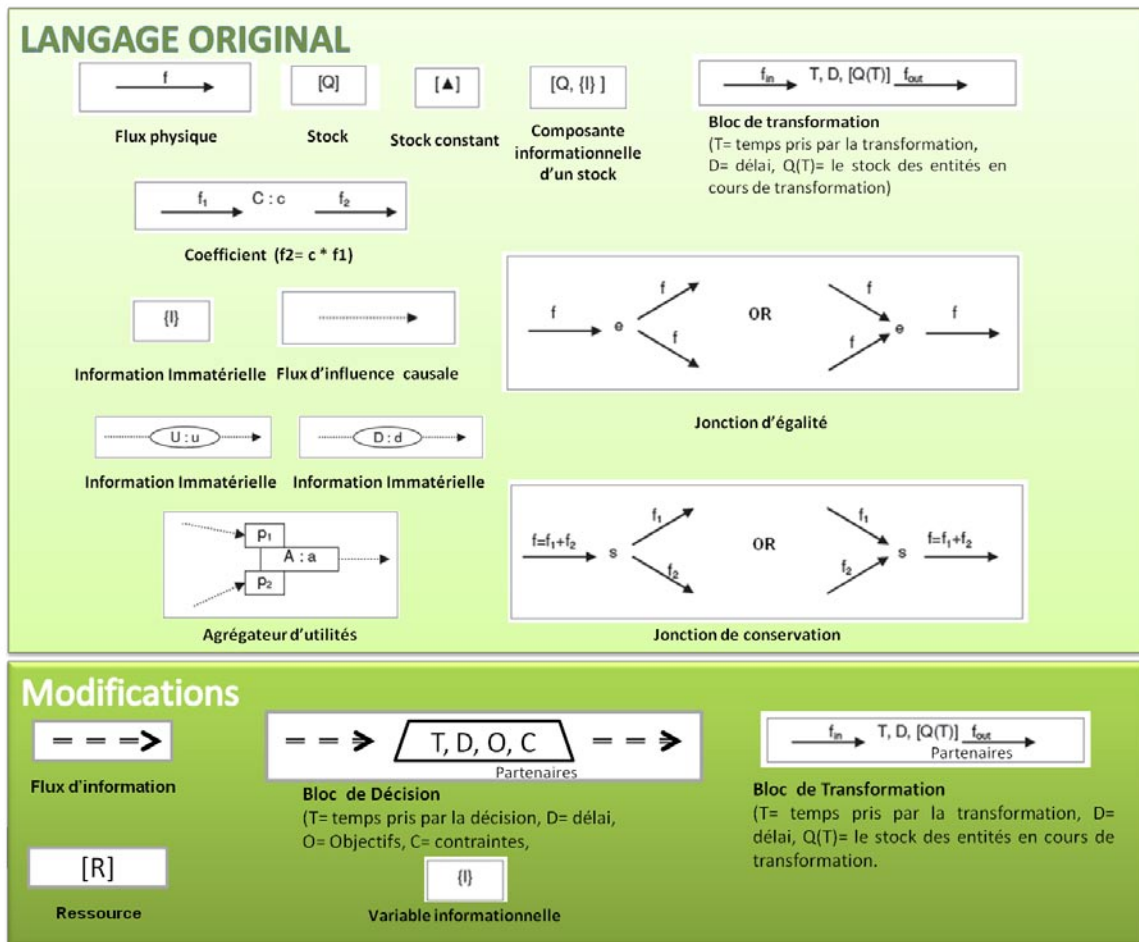 LANGAGE ORIGINAL
f
Flux physique
[Q]
Stock
[▲]
Stock constant
[Q, {I} ]
Composante
informationnelle
d'un stock
fin T, D, [Q(T)] fout
Bloc de transformation
(T= temps pris par la transformation,
D= délai, Q(T)= le stock des entités en
cours de transformation)
f1 C : c f2
Coefficient (f2= c * f1)
{I}
Information Immatérielle
Flux d'influence causale
f e f f OR f f e f
Jonction d'égalité
U : u
Information Immatérielle
D : d
Information Immatérielle
p1
A : a
p2
Agrégateur d'utilités
f=f1+f2 s f1 f2 OR f1 f2 s f=f1+f2
Jonction de conservation
Modifications
Flux d'information
T, D, O, C
Partenaires
Bloc de Décision
(T= temps pris par la décision, D= délai,
O= Objectifs, C= contraintes,
fin T, D, [Q(T)] fout
Partenaires
Bloc de Transformation
(T= temps pris par la transformation, D=
délai, Q(T)= le stock des entités en cours de
transformation.
[R]
Ressource
{I}
Variable informationnelle